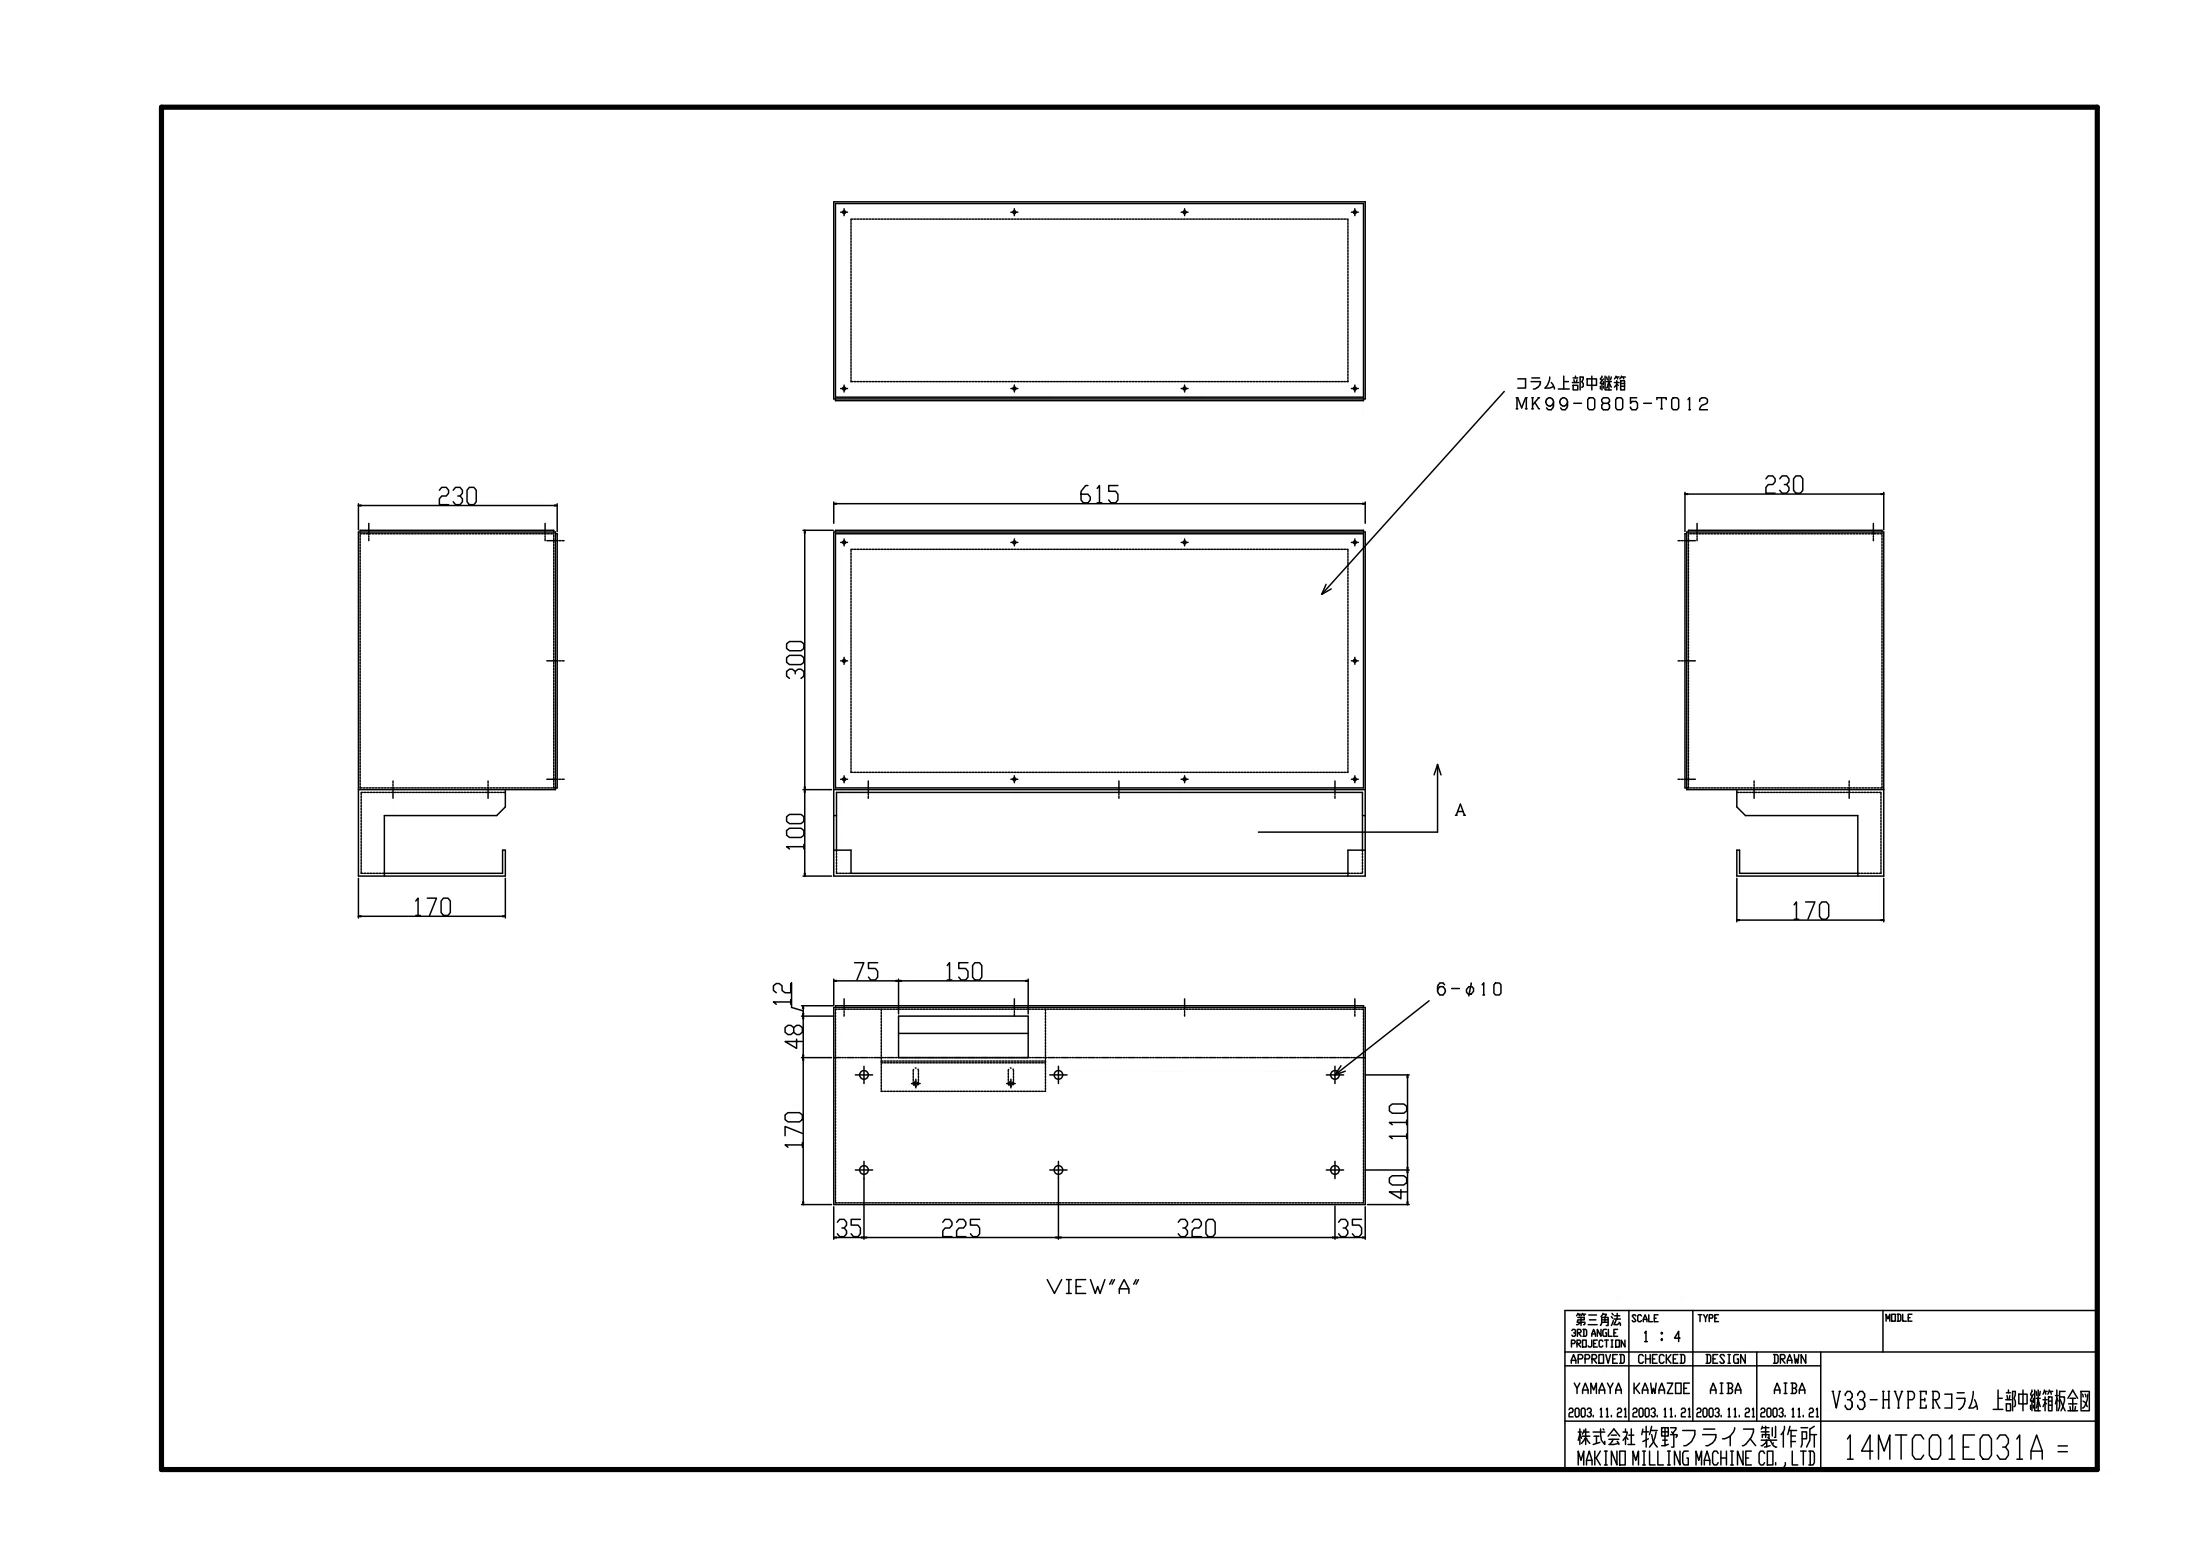 コラム上部中継箱
MK99-0805-T012
230
615
230
300
100
A
170
170
75
150
12
48
170
6-φ10
110
40
35
225
320
35
VIEW"A"
第三角法
3RD ANGLE
PROJECTION
SCALE
1 : 4
TYPE
MODLE
APPROVED
CHECKED
DESIGN
DRAWN
YAMAYA
KAWAZOE
AIBA
AIBA
2003.11.21
2003.11.21
2003.11.21
2003.11.21
V33-HYPERコラム 上部中継箱板金図
株式会社 牧野フライス製作所
MAKINO MILLING MACHINE CO.,LTD
14MTC01E031A =